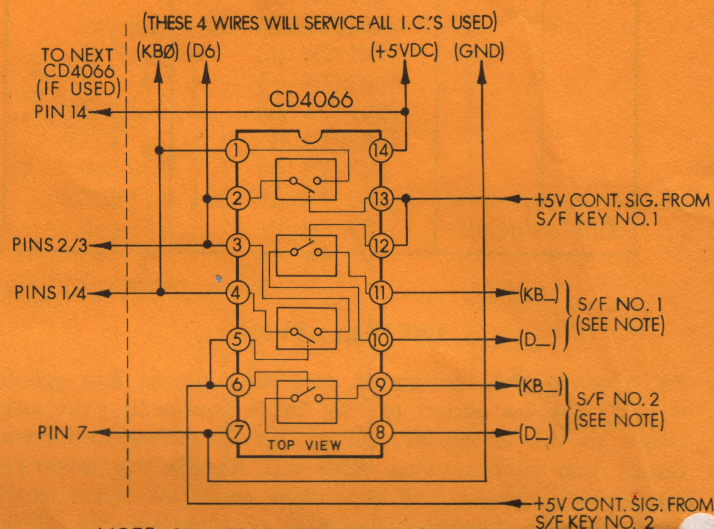 (THESE 4 WIRES WILL SERVICE ALL I.C.'S USED)
TO NEXT
CD4066
(IF USED)
(KBØ) (D6) (+5VDC) (GND)
PIN 14
CD4066
1
14
2
13
+5V CONT. SIG. FROM
S/F KEY NO.1
PINS 2/3
3
12
PINS 1/4
4
11
(KB_)
S/F NO. 1
(SEE NOTE)
5
10
(D_)
6
9
(KB_)
S/F NO. 2
(SEE NOTE)
PIN 7
7
TOP VIEW
8
(D_)
+5V CONT. SIG. FROM
S/F KEY NO. 2